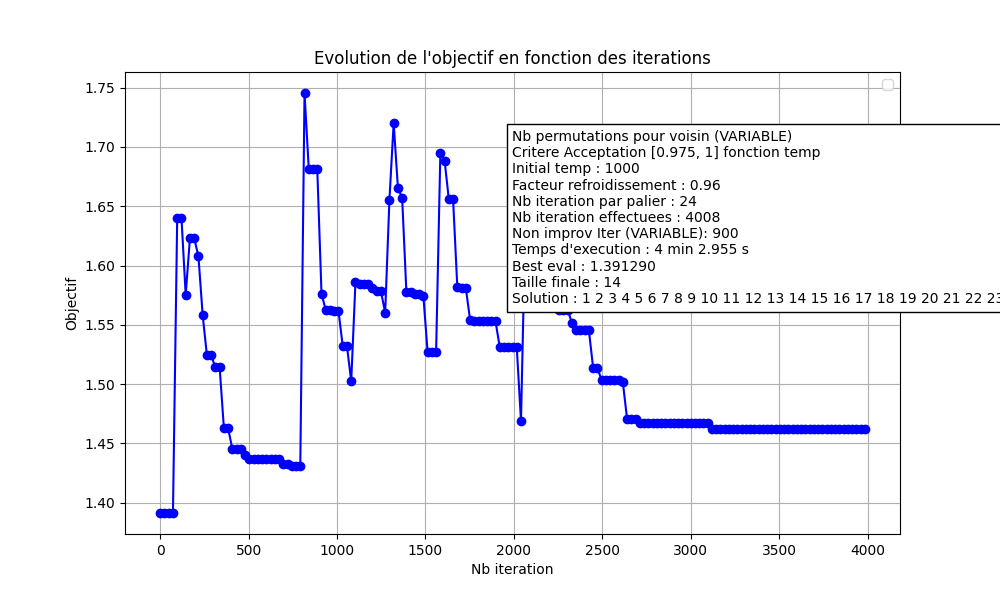 Evolution de l'objectif en fonction des iterations
1.75
1.70
1.65
1.60
1.55
1.50
1.45
1.40
Objectif
Nb permutations pour voisin (VARIABLE)
Critere Acceptation [0.975, 1] fonction temp
Initial temp : 1000
Facteur refroidissement : 0.96
Nb iteration par palier : 24
Nb iteration effectuees : 4008
Non improv Iter (VARIABLE): 900
Temps d'execution : 4 min 2.955 s
Best eval : 1.391290
Taille finale : 14
Solution : 1 2 3 4 5 6 7 8 9 10 11 12 13 14 15 16 17 18 19 20 21 22 23
0 500 1000 1500 2000 2500 3000 3500 4000
Nb iteration